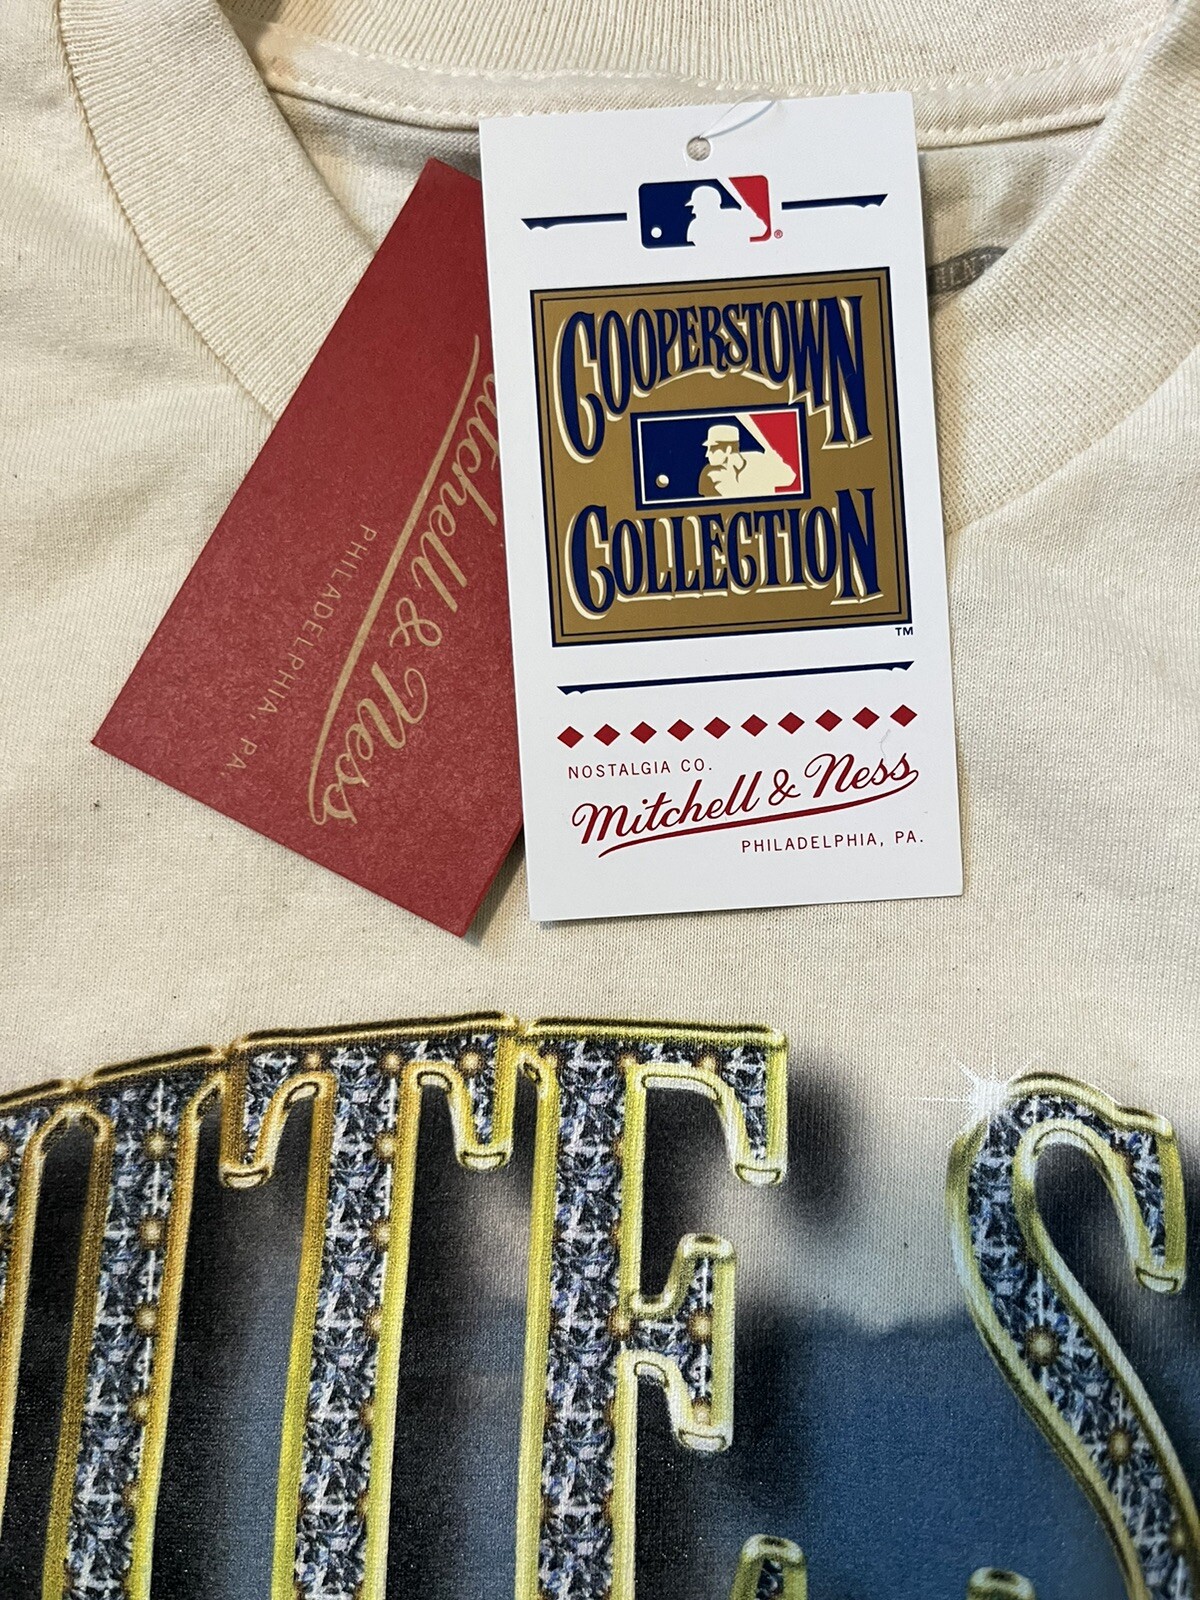 COOPERSTOWN
COLLECTION
TM
NOSTALGIA CO.
Mitchell & Ness
PHILADELPHIA, PA.
Mitchell & Ness
PHILADELPHIA, PA.